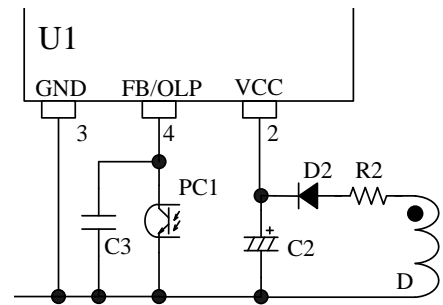 U1
GND FB/OLP VCC
3 4 2
D2 R2
PC1
+
C3 C2
D